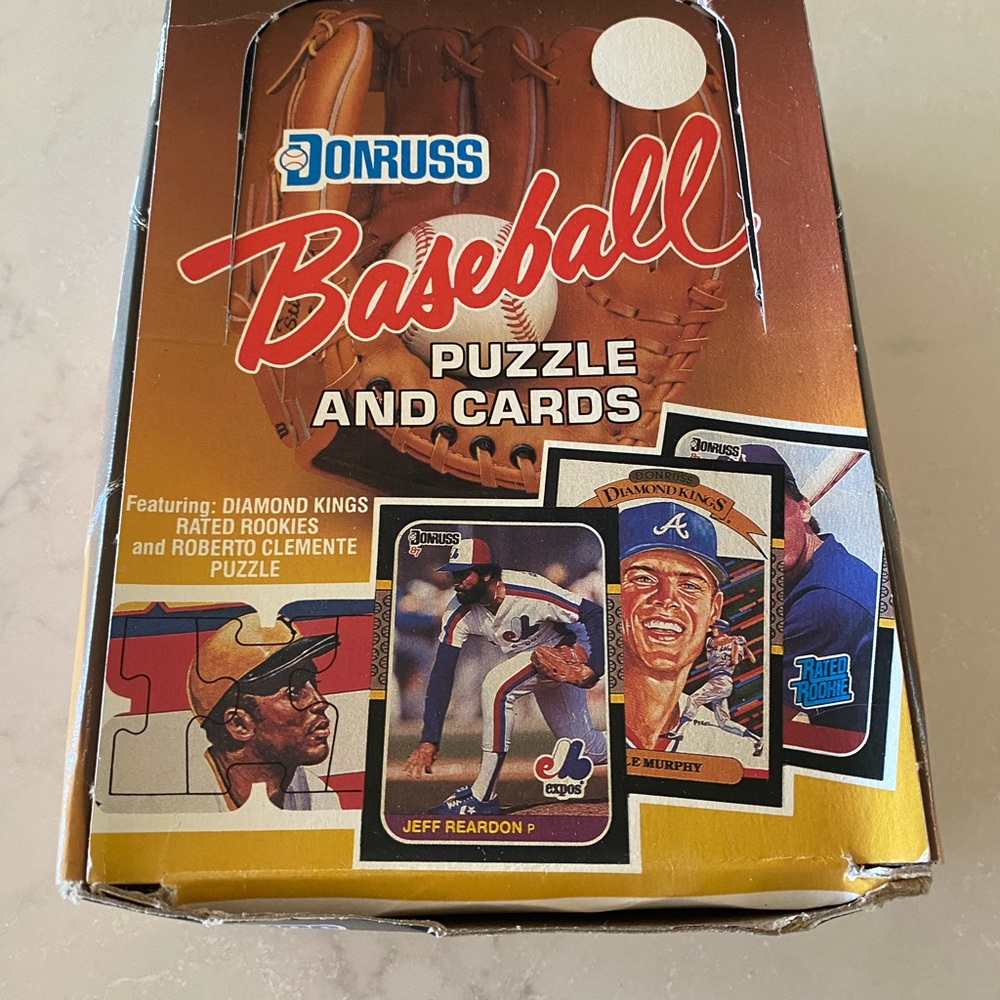 DONRUSS
Baseball
PUZZLE
AND CARDS
Featuring: DIAMOND KINGS
RATED ROOKIES
and ROBERTO CLEMENTE
PUZZLE
DONRUSS
87
expos
JEFF REARDON P
DONRUSS
DIAMOND KINGS
A
LE MURPHY
DONRUSS
RATED
ROOKIE